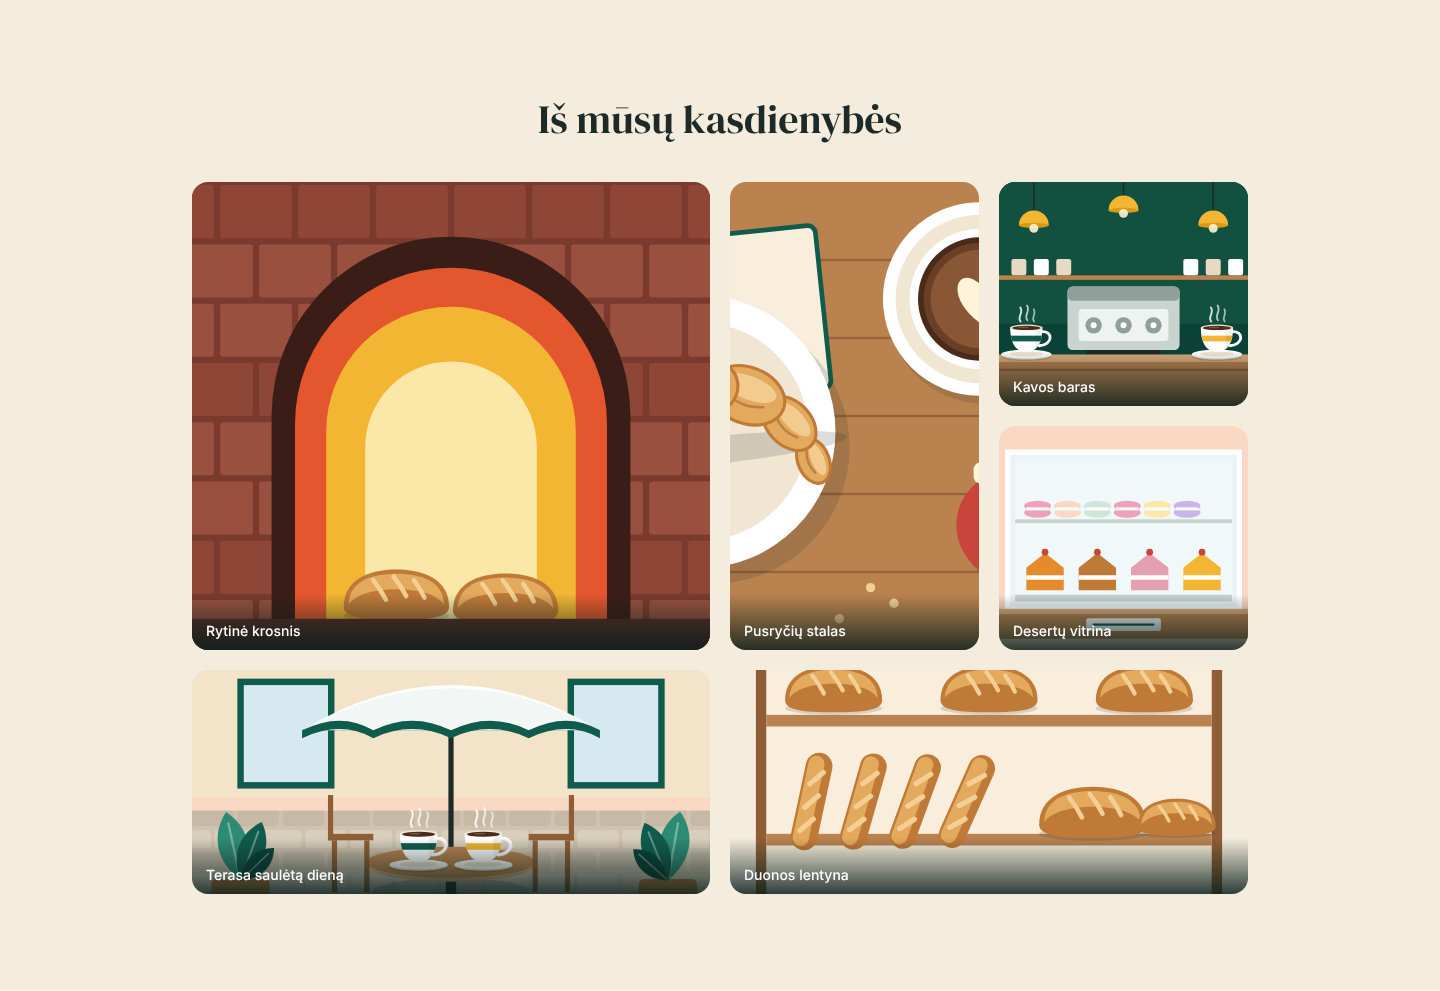 Iš mūsų kasdienybės
Rytinė krosnis
Pusryčių stalas
Kavos baras
Desertų vitrina
Terasa saulėtą dieną
Duonos lentyna